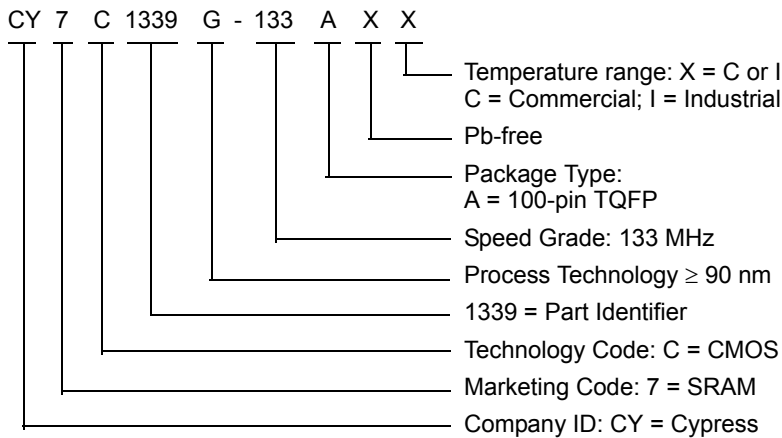 CY 7 C 1339 G - 133 A X X
Temperature range: X = C or I
C = Commercial; I = Industrial
Pb-free
Package Type:
A = 100-pin TQFP
Speed Grade: 133 MHz
Process Technology ≥ 90 nm
1339 = Part Identifier
Technology Code: C = CMOS
Marketing Code: 7 = SRAM
Company ID: CY = Cypress